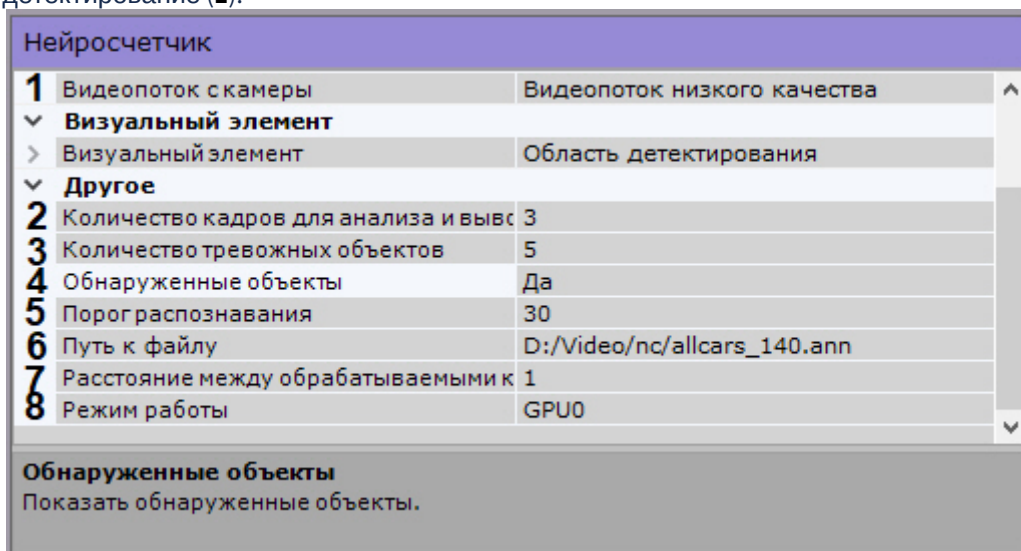 детектирование (1).
Нейросчетчик
1 Видеопоток с камеры Видеопоток низкого качества
Визуальный элемент
Визуальный элемент Область детектирования
Другое
2 Количество кадров для анализа и выво 3
3 Количество тревожных объектов 5
4 Обнаруженные объекты Да
5 Порог распознавания 30
6 Путь к файлу D:/Video/nc/allcars_140.ann
7 Расстояние между обрабатываемыми к 1
8 Режим работы GPU0
Обнаруженные объекты
Показать обнаруженные объекты.